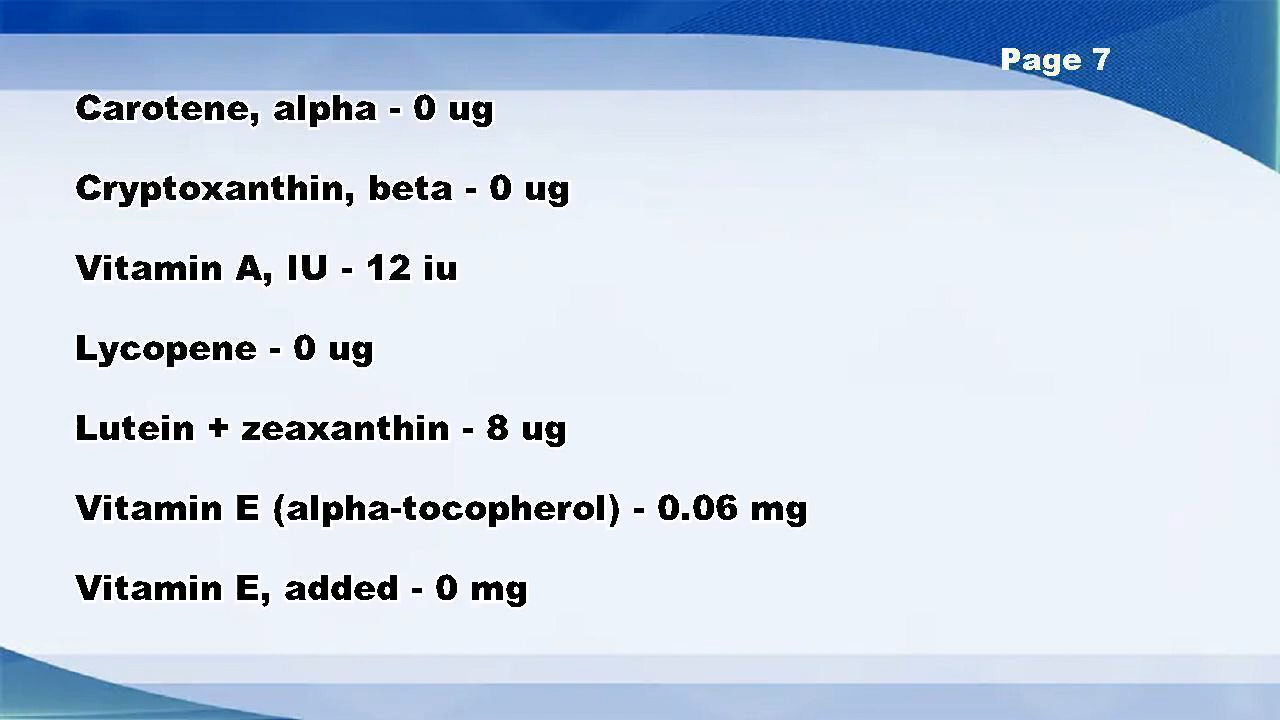 Page 7
Carotene, alpha - 0 ug
Cryptoxanthin, beta - 0 ug
Vitamin A, IU - 12 iu
Lycopene - 0 ug
Lutein + zeaxanthin - 8 ug
Vitamin E (alpha-tocopherol) - 0.06 mg
Vitamin E, added - 0 mg